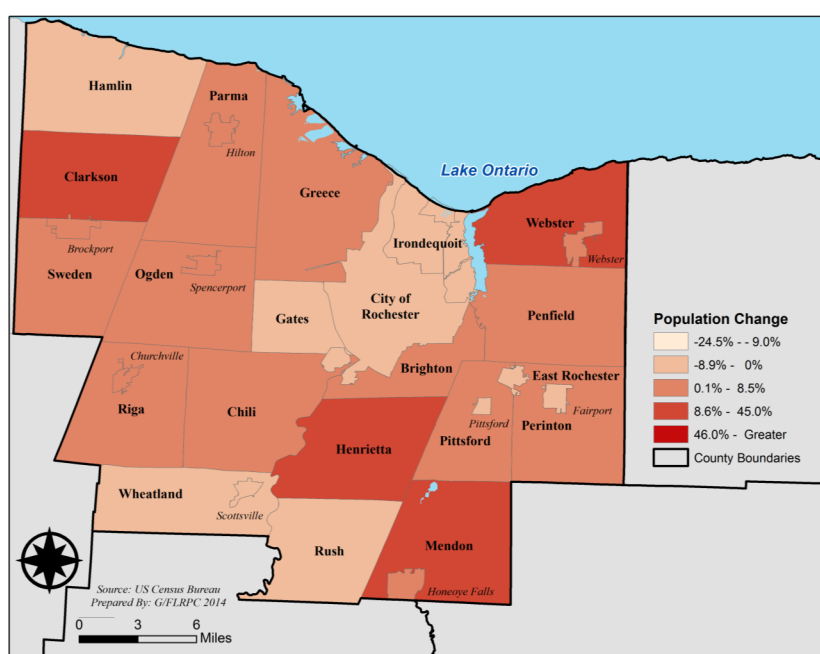 Hamlin
Parma
Hilton
Clarkson
Greece
Lake Ontario
Webster
Irondequoit
Brockport
Sweden
Ogden
Spencerport
Webster
City of
Rochester
Gates
Penfield
Churchville
Riga
Chili
Brighton
East Rochester
Fairport
Pittsford
Pittsford
Perinton
Henrietta
Wheatland
Scottsville
Rush
Mendon
Honeoye Falls
Population Change
-24.5% - - 9.0%
-8.9% - 0%
0.1% - 8.5%
8.6% - 45.0%
46.0% - Greater
County Boundaries
Source: US Census Bureau
Prepared By: G/FLRPC 2014
0 3 6
Miles